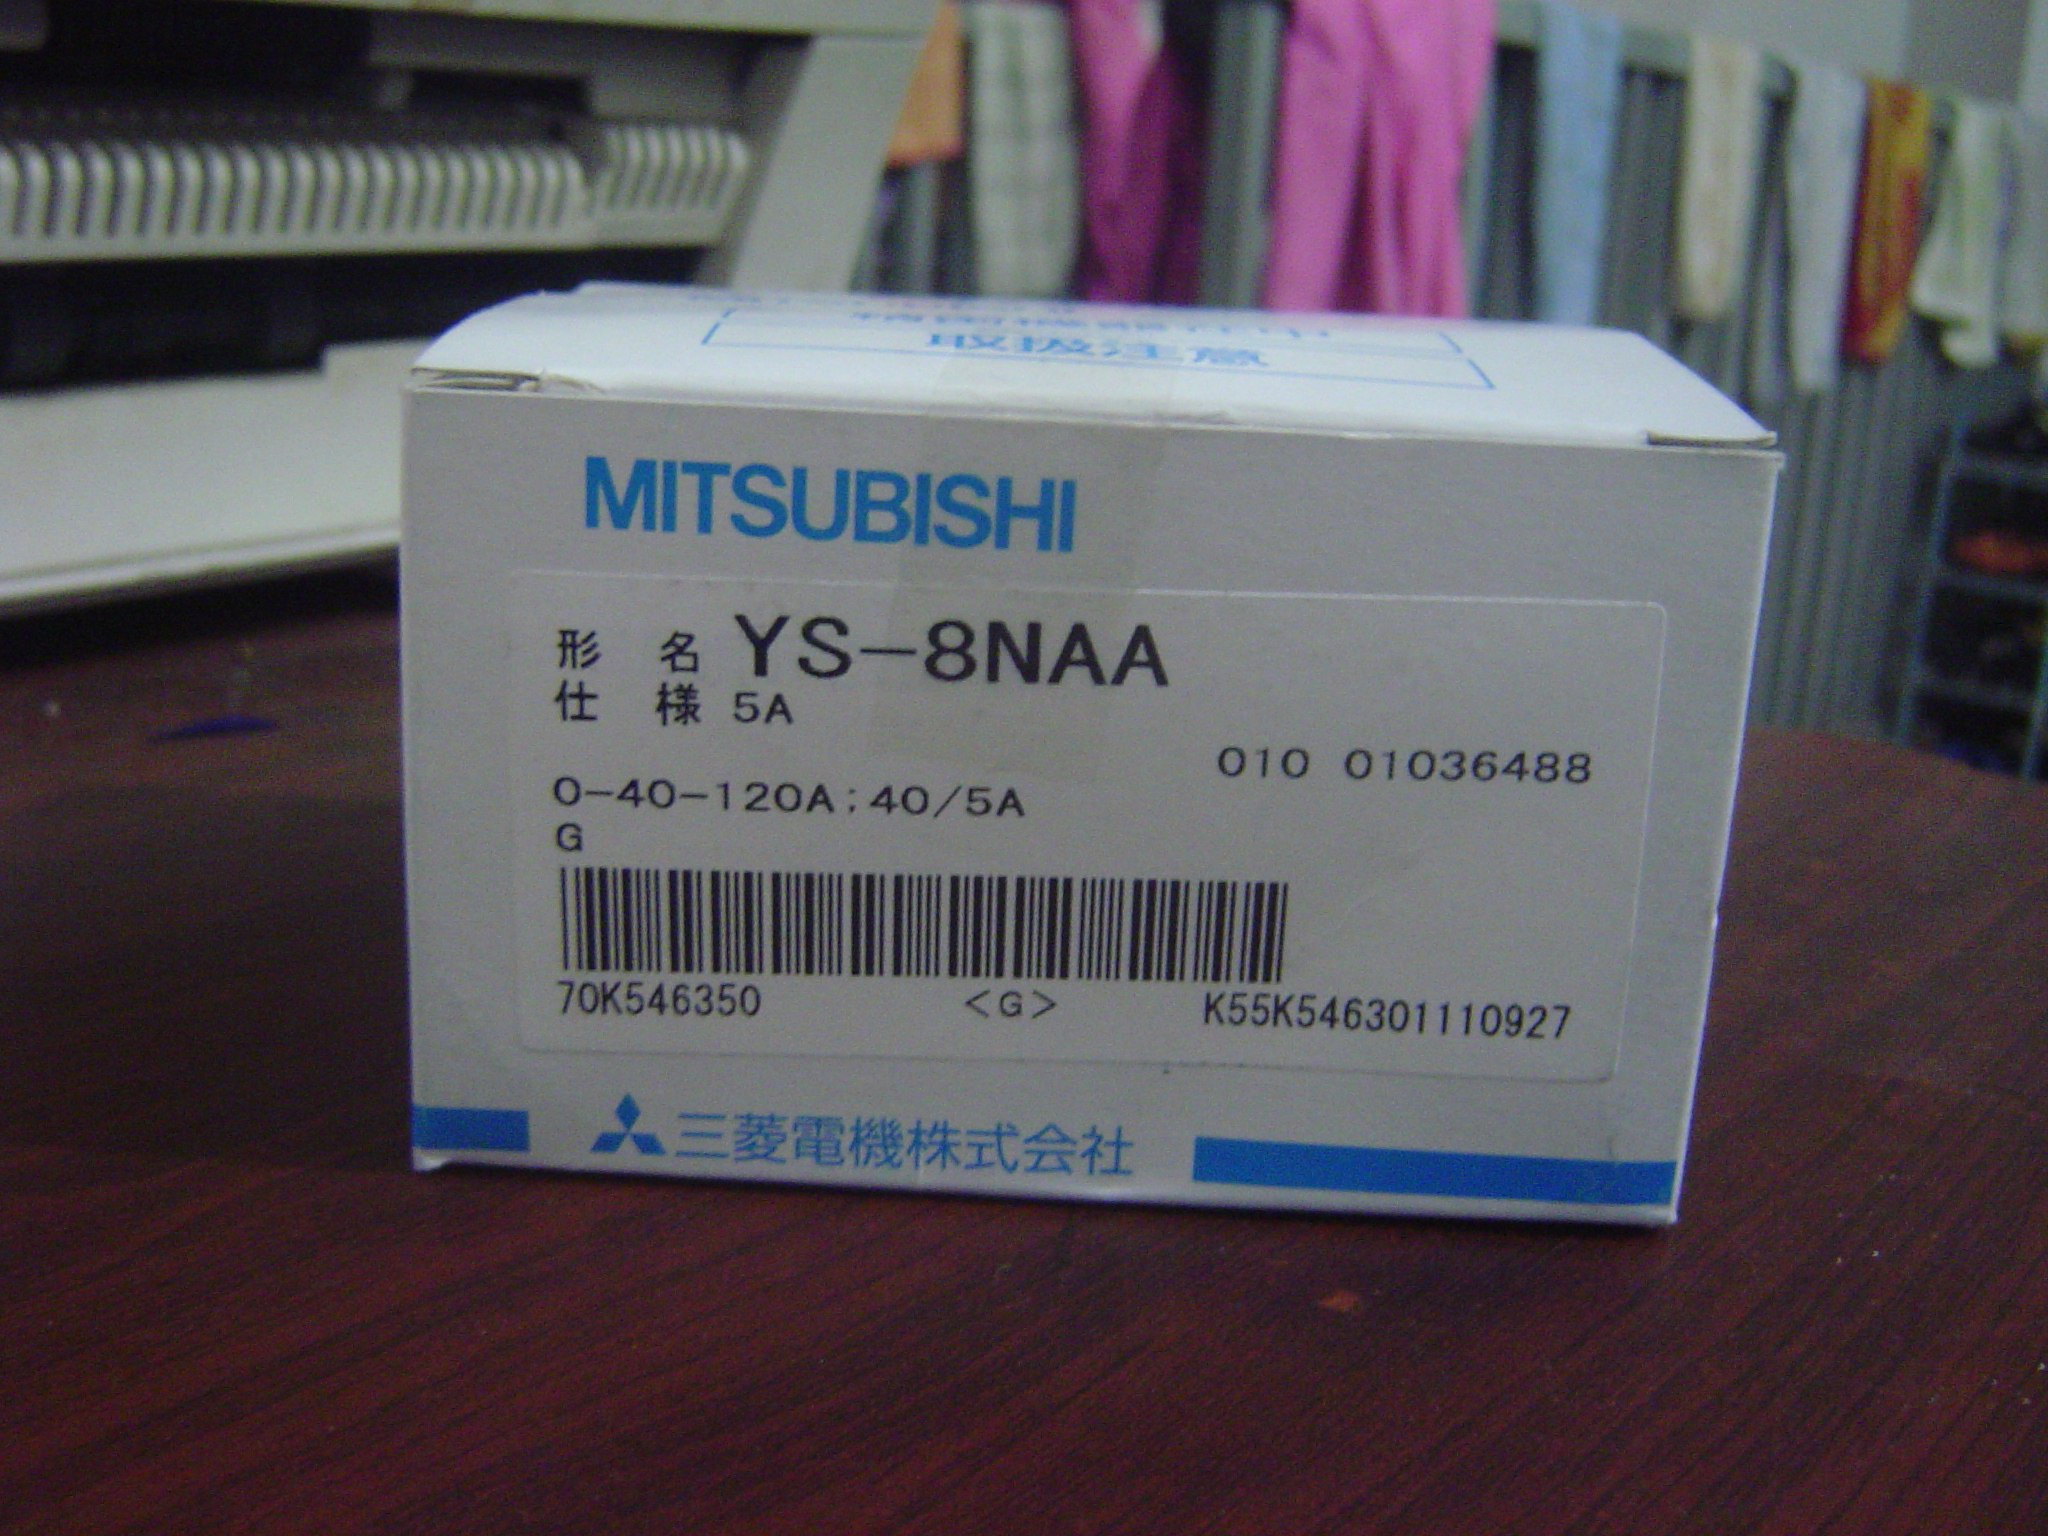 取扱注意
MITSUBISHI
形 名 YS-8NAA
仕 様 5A
010 01036488
0-40-120A:40/5A
G
70K546350 <G> K55K546301110927
三菱電機株式会社